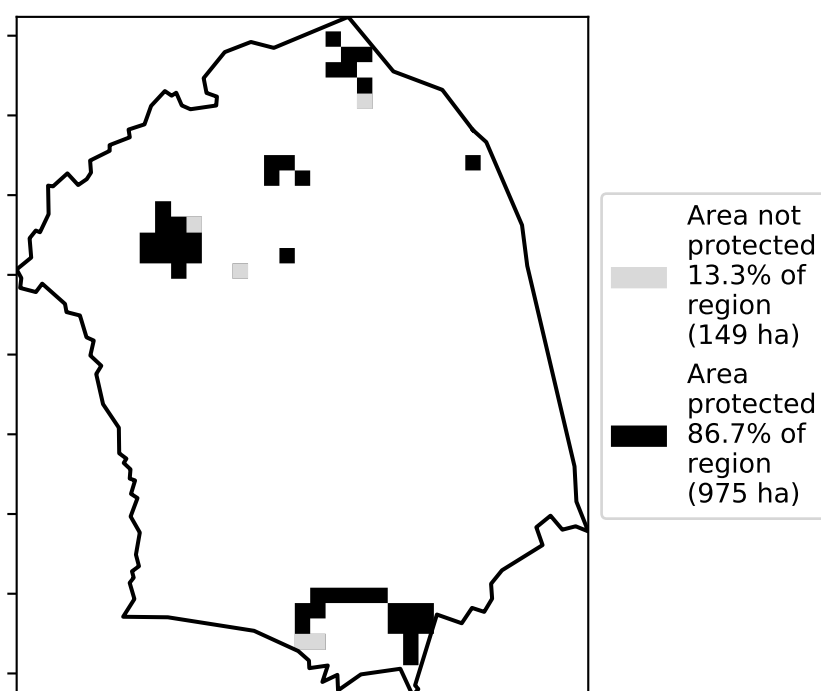 Area not
protected
13.3% of
region
(149 ha)
Area
protected
86.7% of
region
(975 ha)